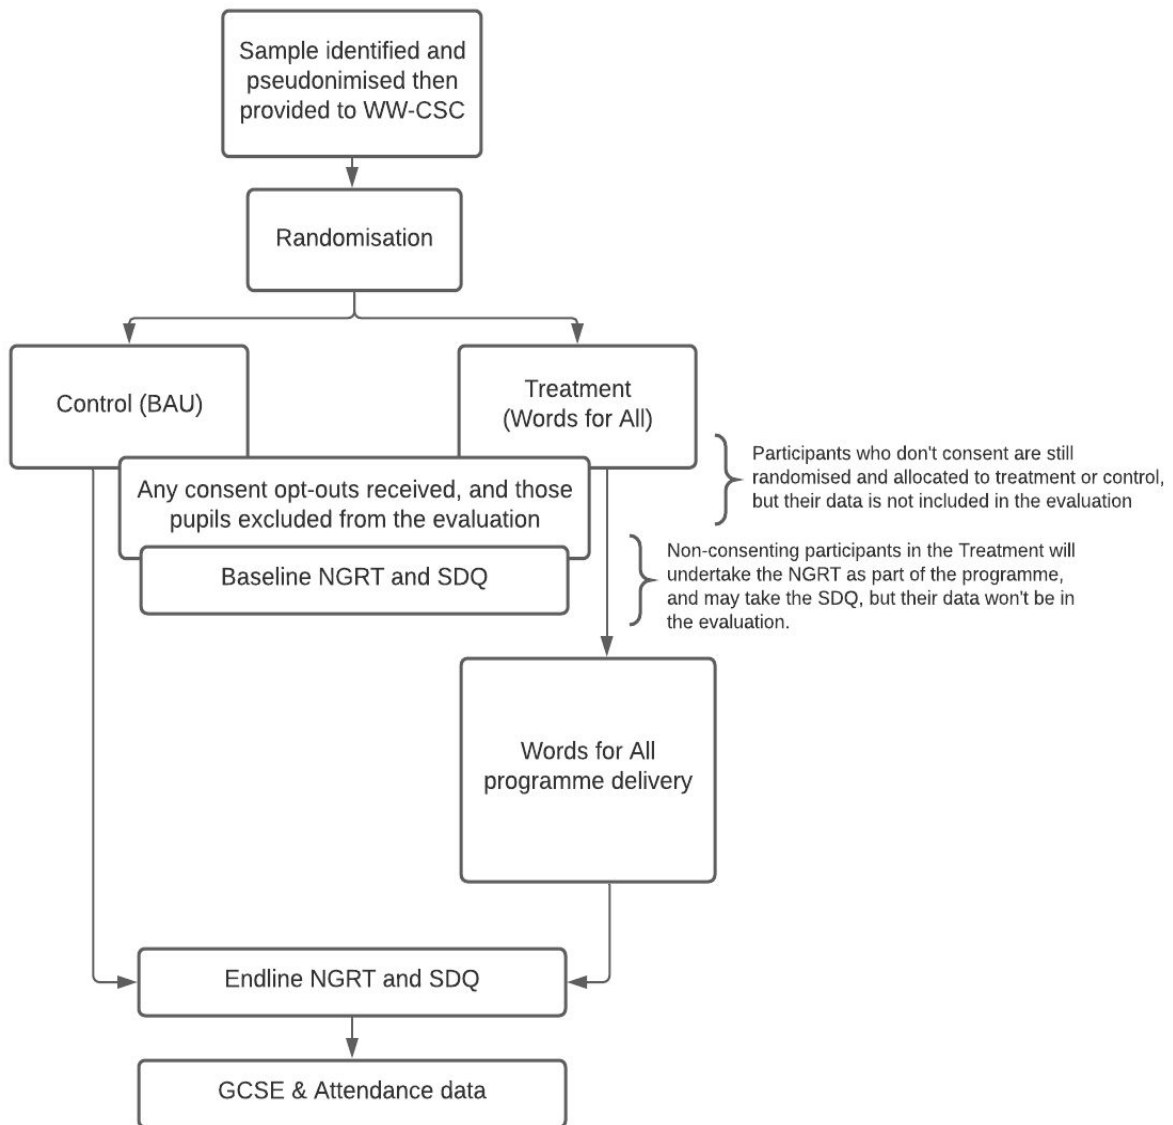 Sample identified and
pseudonimised then
provided to WW-CSC
Randomisation
Control (BAU)
Treatment
(Words for All)
Any consent opt-outs received, and those
pupils excluded from the evaluation
Participants who don't consent are still
randomised and allocated to treatment or control,
but their data is not included in the evaluation
Baseline NGRT and SDQ
Non-consenting participants in the Treatment will
undertake the NGRT as part of the programme,
and may take the SDQ, but their data won't be in
the evaluation.
Words for All
programme delivery
Endline NGRT and SDQ
GCSE & Attendance data